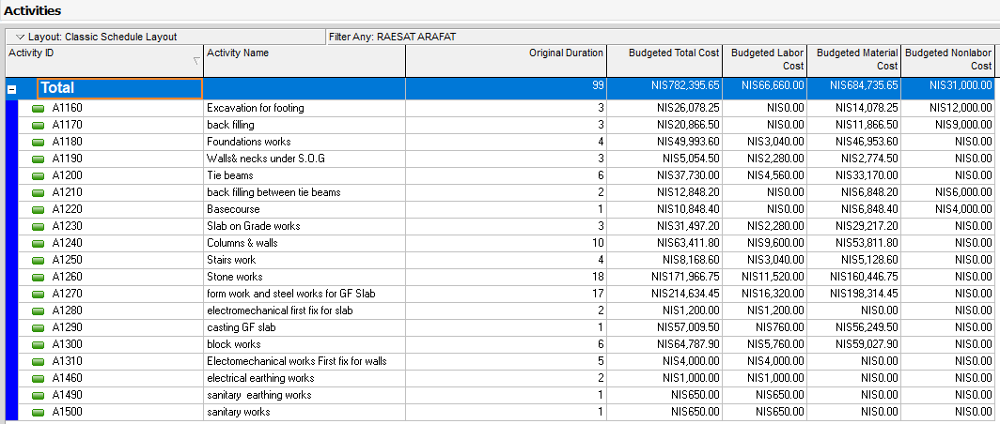 Activities
Layout: Classic Schedule Layout Filter Any: RAESAT ARAFAT
Activity ID Activity Name Original Duration Budgeted Total Cost Budgeted Labor Cost Budgeted Material Cost Budgeted Nonlabor Cost
Total 99 NIS782,395.65 NIS66,660.00 NIS684,735.65 NIS31,000.00
A1160 Excavation for footing 3 NIS26,078.25 NIS0.00 NIS14,078.25 NIS12,000.00
A1170 back filling 3 NIS20,866.50 NIS0.00 NIS11,866.50 NIS9,000.00
A1180 Foundations works 4 NIS49,993.60 NIS3,040.00 NIS46,953.60 NIS0.00
A1190 Walls& necks under S.O.G 3 NIS5,054.50 NIS2,280.00 NIS2,774.50 NIS0.00
A1200 Tie beams 6 NIS37,730.00 NIS4,560.00 NIS33,170.00 NIS0.00
A1210 back filling between tie beams 2 NIS12,848.20 NIS0.00 NIS6,848.20 NIS6,000.00
A1220 Basecourse 1 NIS10,848.40 NIS0.00 NIS6,848.40 NIS4,000.00
A1230 Slab on Grade works 3 NIS31,497.20 NIS2,280.00 NIS29,217.20 NIS0.00
A1240 Columns & walls 10 NIS63,411.80 NIS9,600.00 NIS53,811.80 NIS0.00
A1250 Stairs work 4 NIS8,168.60 NIS3,040.00 NIS5,128.60 NIS0.00
A1260 Stone works 18 NIS171,966.75 NIS11,520.00 NIS160,446.75 NIS0.00
A1270 form work and steel works for GF Slab 17 NIS214,634.45 NIS16,320.00 NIS198,314.45 NIS0.00
A1280 electromechanical first fix for slab 2 NIS1,200.00 NIS1,200.00 NIS0.00 NIS0.00
A1290 casting GF slab 1 NIS57,009.50 NIS760.00 NIS56,249.50 NIS0.00
A1300 block works 6 NIS64,787.90 NIS5,760.00 NIS59,027.90 NIS0.00
A1310 Electomechanical works First fix for walls 5 NIS4,000.00 NIS4,000.00 NIS0.00 NIS0.00
A1460 electrical earthing works 2 NIS1,000.00 NIS1,000.00 NIS0.00 NIS0.00
A1490 sanitary earthing works 1 NIS650.00 NIS650.00 NIS0.00 NIS0.00
A1500 sanitary works 1 NIS650.00 NIS650.00 NIS0.00 NIS0.00